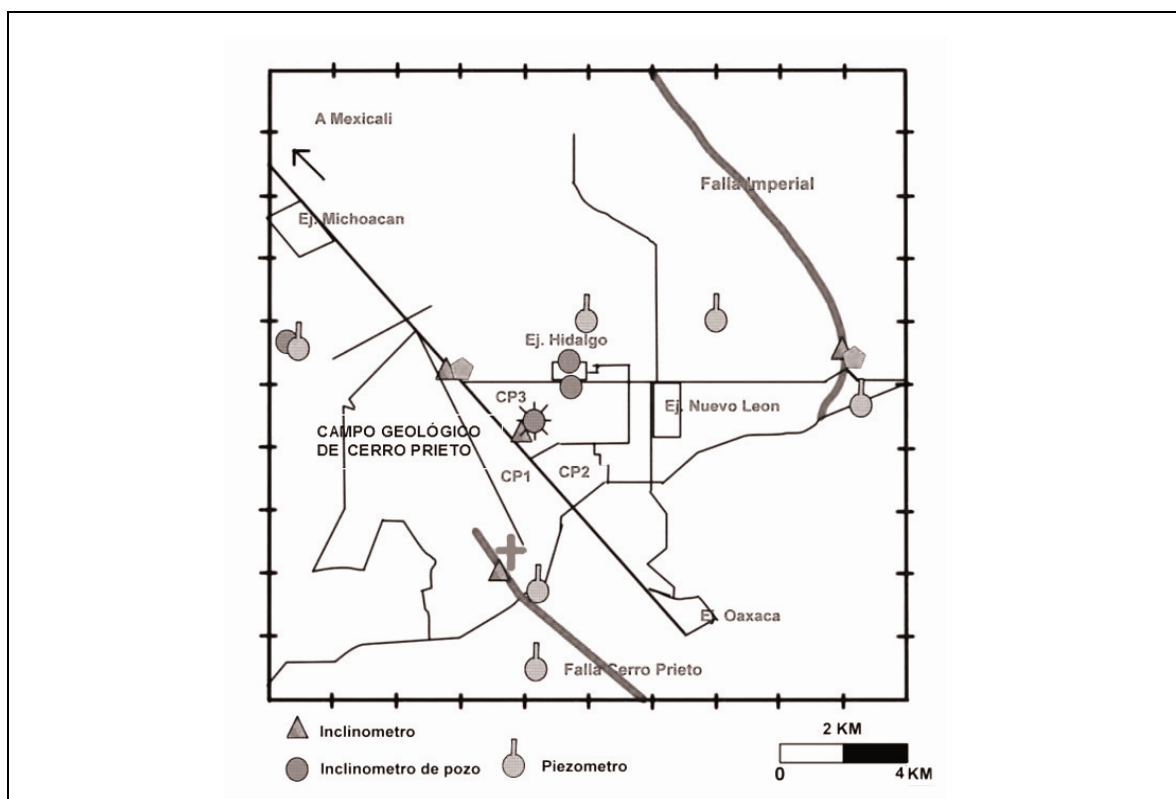 A Mexicali
Falla Imperial
Ej. Michoacan
Ej. Hidalgo
CP3
Ej. Nuevo Leon
CAMPO GEOLÓGICO
DE CERRO PRIETO
CP1
CP2
Ej. Oaxaca
Falla Cerro Prieto
Inclinometro
Inclinometro de pozo
Piezometro
2 KM
0
4 KM